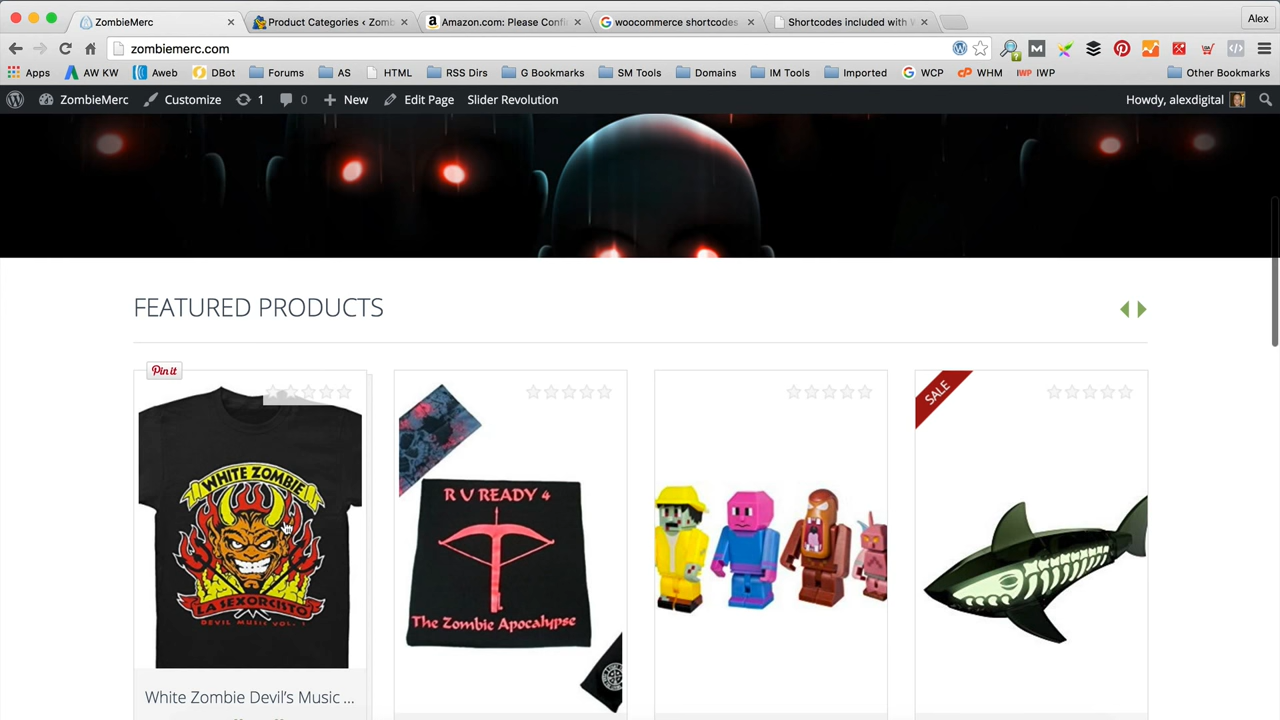 ZombieMerc
Product Categories ‹ Zomb
Amazon.com: Please Confi
woocommerce shortcodes
Shortcodes included with W
Alex
zombiemerc.com
Apps
AW KW
Aweb
DBot
Forums
AS
HTML
RSS Dirs
G Bookmarks
SM Tools
Domains
IM Tools
Imported
WCP
WHM
IWP
Other Bookmarks
ZombieMerc
Customize
1
0
New
Edit Page
Slider Revolution
Howdy, alexdigital
FEATURED PRODUCTS
Pin it
WHITE ZOMBIE
LA SEXORCISTO
DEVIL MUSIC VOL. 1
White Zombie Devil's Music ...
R U READY 4
The Zombie Apocalypse
SALE